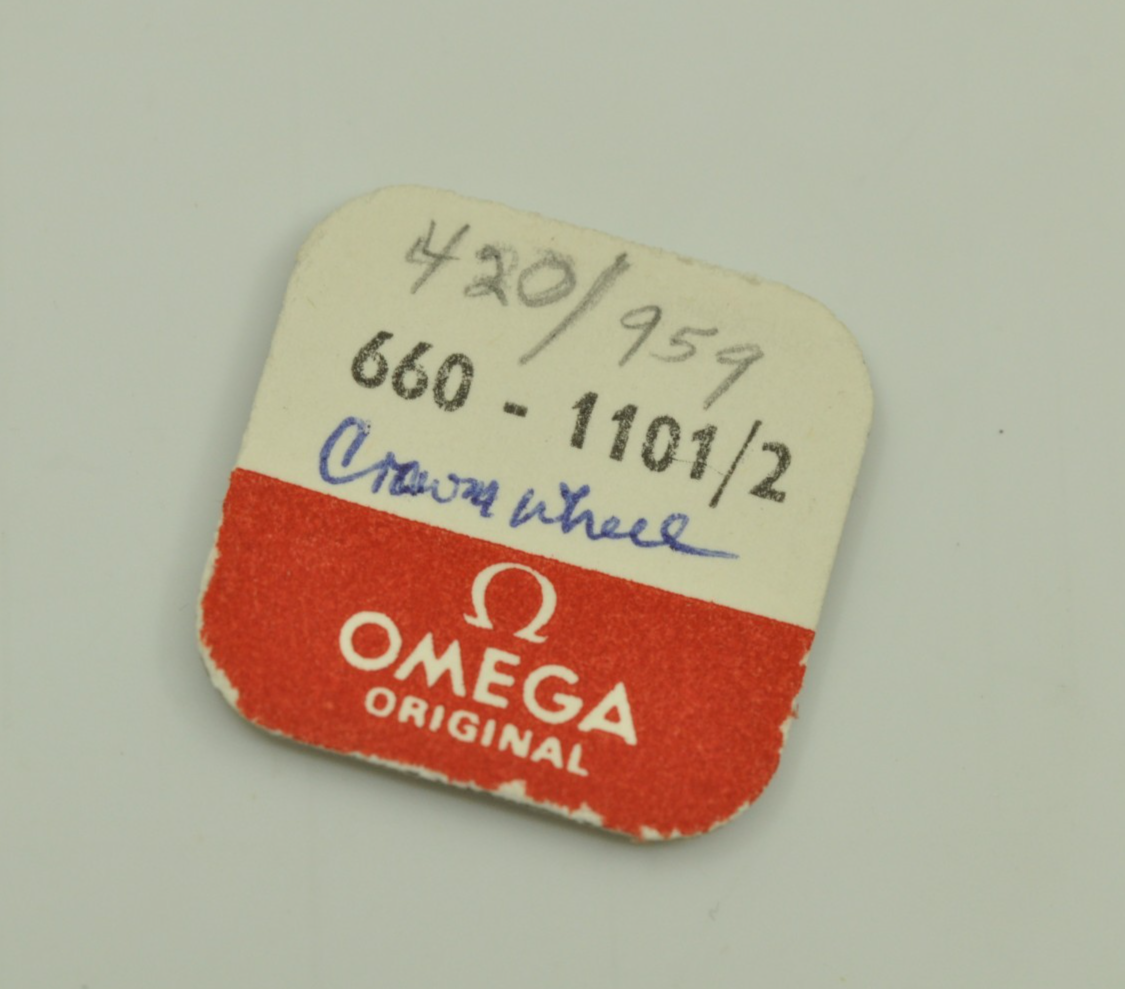 420/959
660 - 1101/2
Crown Wheel
Ω
OMEGA
ORIGINAL